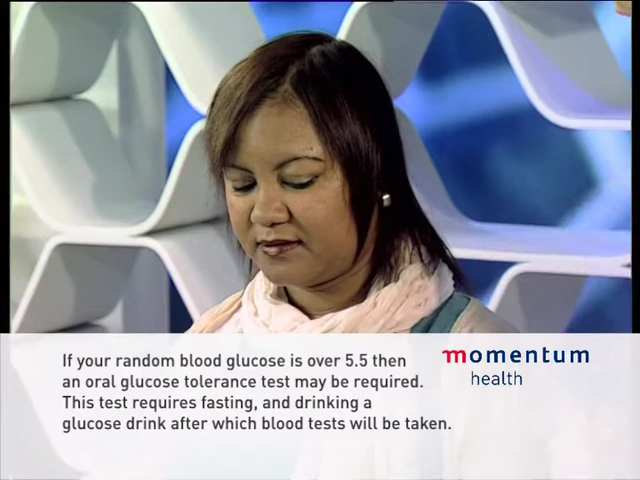 If your random blood glucose is over 5.5 then
an oral glucose tolerance test may be required.
This test requires fasting, and drinking a
glucose drink after which blood tests will be taken.
momentum
health